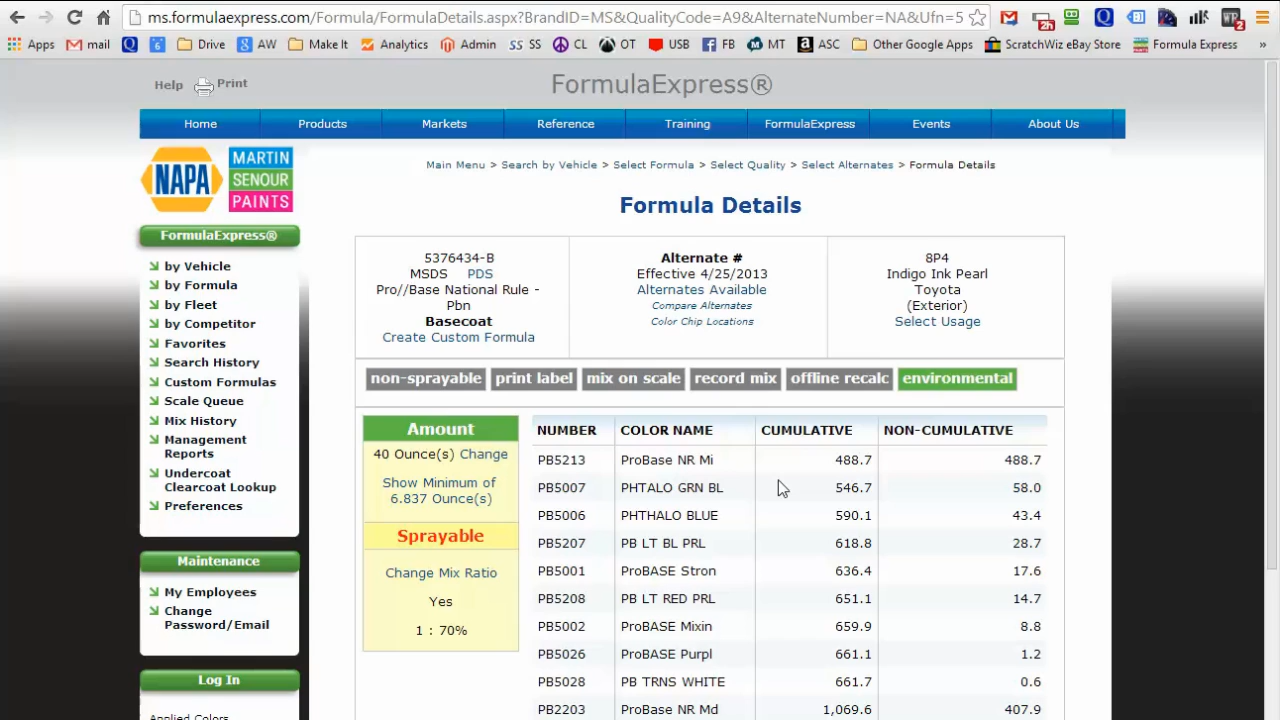 ms.formulaexpress.com/Formula/FormulaDetails.aspx?BrandID=MS&QualityCode=A9&AlternateNumber=NA&Ufn=5
2h
2
Apps mail Drive AW Make It Analytics Admin SS SS CL OT USB FB MT ASC Other Google Apps ScratchWiz eBay Store Formula Express »
Help Print
FormulaExpress®
Home Products Markets Reference Training FormulaExpress Events About Us
NAPA
MARTIN
SENOUR
PAINTS
Main Menu > Search by Vehicle > Select Formula > Select Quality > Select Alternates > Formula Details
Formula Details
FormulaExpress®
by Vehicle
by Formula
by Fleet
by Competitor
Favorites
Search History
Custom Formulas
Scale Queue
Mix History
Management
Reports
Undercoat
Clearcoat Lookup
Preferences
Maintenance
My Employees
Change
Password/Email
Log In
Applied Colors
5376434-B
MSDS PDS
Pro//Base National Rule -
Pbn
Basecoat
Create Custom Formula
Alternate #
Effective 4/25/2013
Alternates Available
Compare Alternates
Color Chip Locations
8P4
Indigo Ink Pearl
Toyota
(Exterior)
Select Usage
non-sprayable print label mix on scale record mix offline recalc environmental
Amount
40 Ounce(s) Change
Show Minimum of
6.837 Ounce(s)
Sprayable
Change Mix Ratio
Yes
1 : 70%
NUMBER COLOR NAME CUMULATIVE NON-CUMULATIVE
PB5213 ProBase NR Mi 488.7 488.7
PB5007 PHTALO GRN BL 546.7 58.0
PB5006 PHTHALO BLUE 590.1 43.4
PB5207 PB LT BL PRL 618.8 28.7
PB5001 ProBASE Stron 636.4 17.6
PB5208 PB LT RED PRL 651.1 14.7
PB5002 ProBASE Mixin 659.9 8.8
PB5026 ProBASE Purpl 661.1 1.2
PB5028 PB TRNS WHITE 661.7 0.6
PB2203 ProBase NR Md 1,069.6 407.9